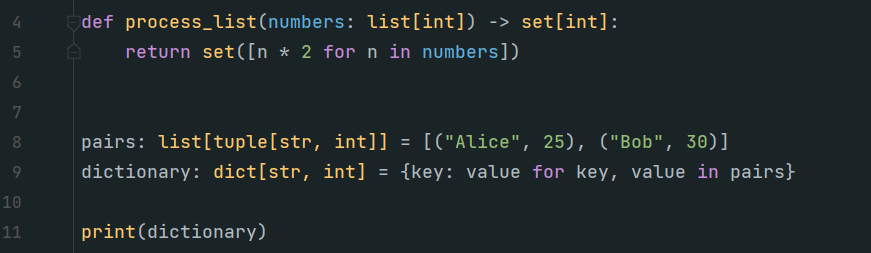 4 def process_list(numbers: list[int]) -> set[int]:
5     return set([n * 2 for n in numbers])
6
7
8 pairs: list[tuple[str, int]] = [("Alice", 25), ("Bob", 30)]
9 dictionary: dict[str, int] = {key: value for key, value in pairs}
10
11 print(dictionary)